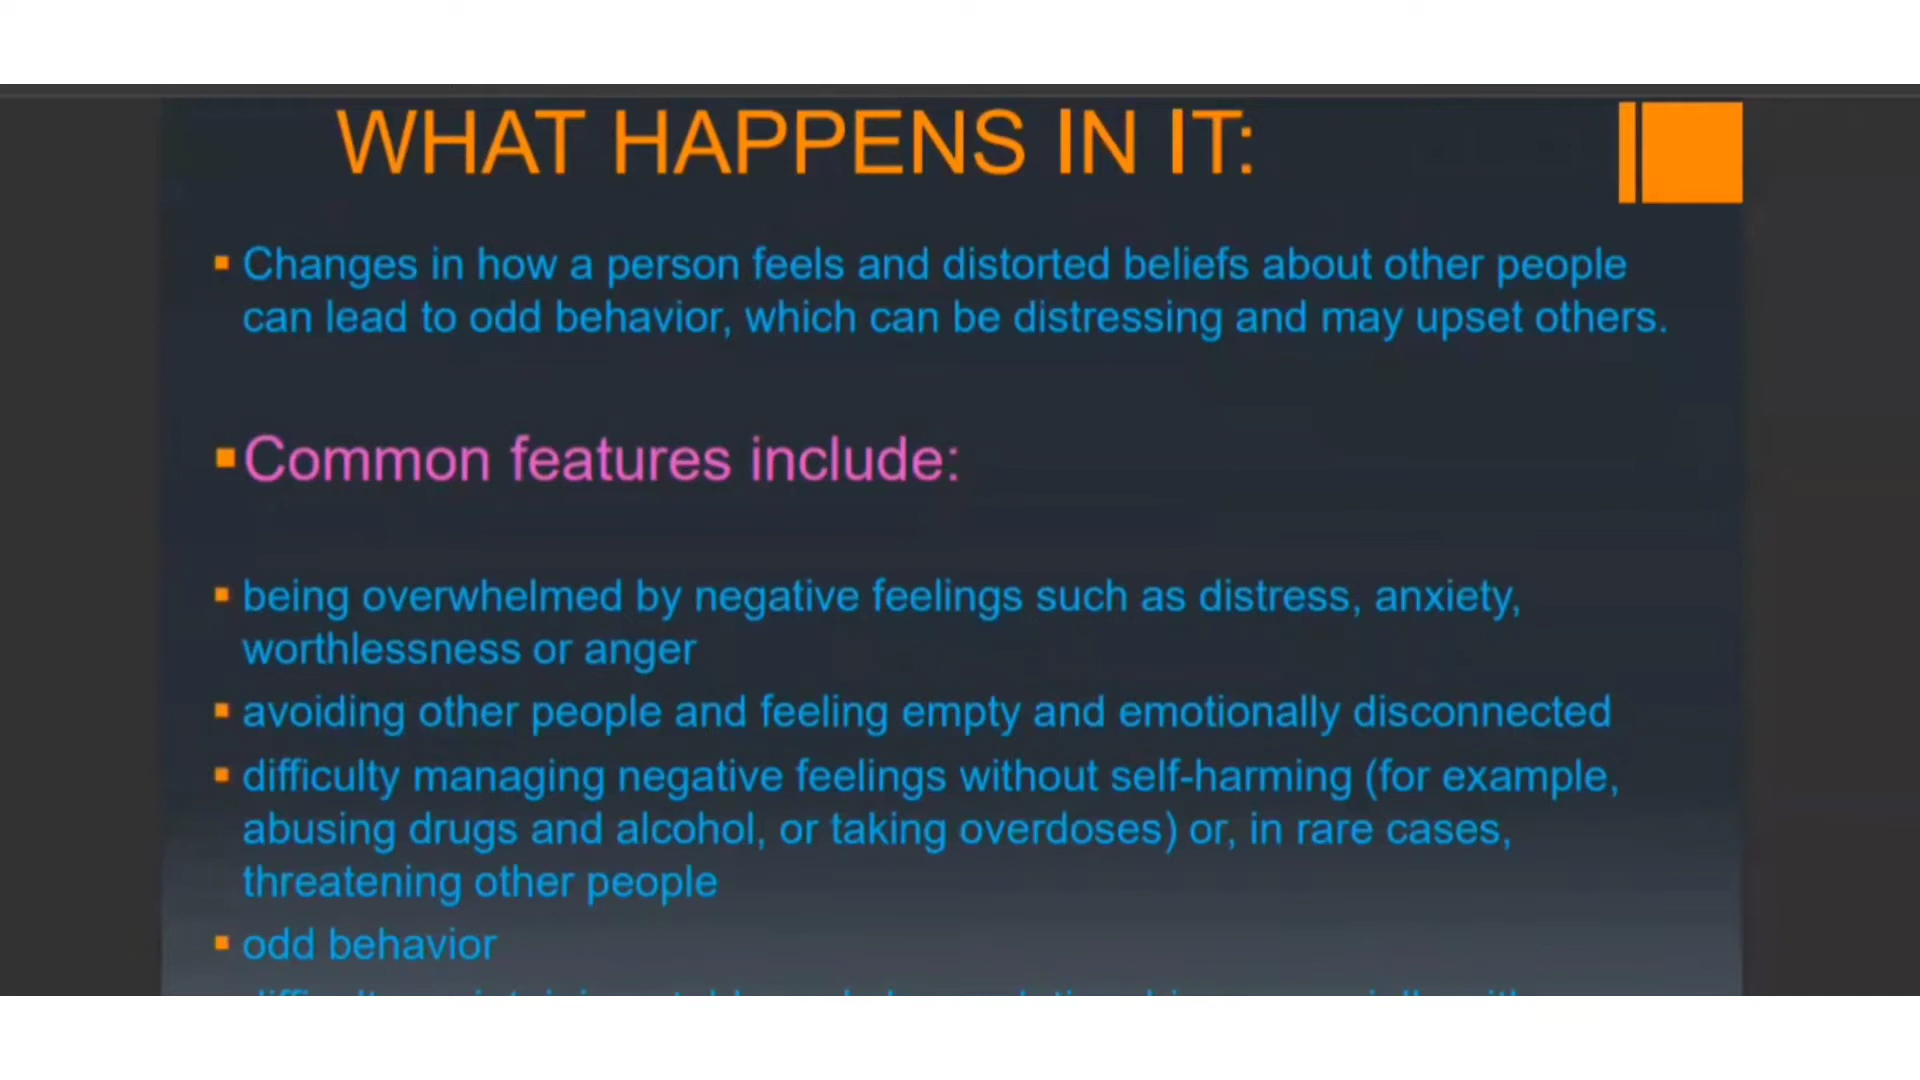 WHAT HAPPENS IN IT:
▪ Changes in how a person feels and distorted beliefs about other people
can lead to odd behavior, which can be distressing and may upset others.
▪ Common features include:
▪ being overwhelmed by negative feelings such as distress, anxiety,
worthlessness or anger
▪ avoiding other people and feeling empty and emotionally disconnected
▪ difficulty managing negative feelings without self-harming (for example,
abusing drugs and alcohol, or taking overdoses) or, in rare cases,
threatening other people
▪ odd behavior